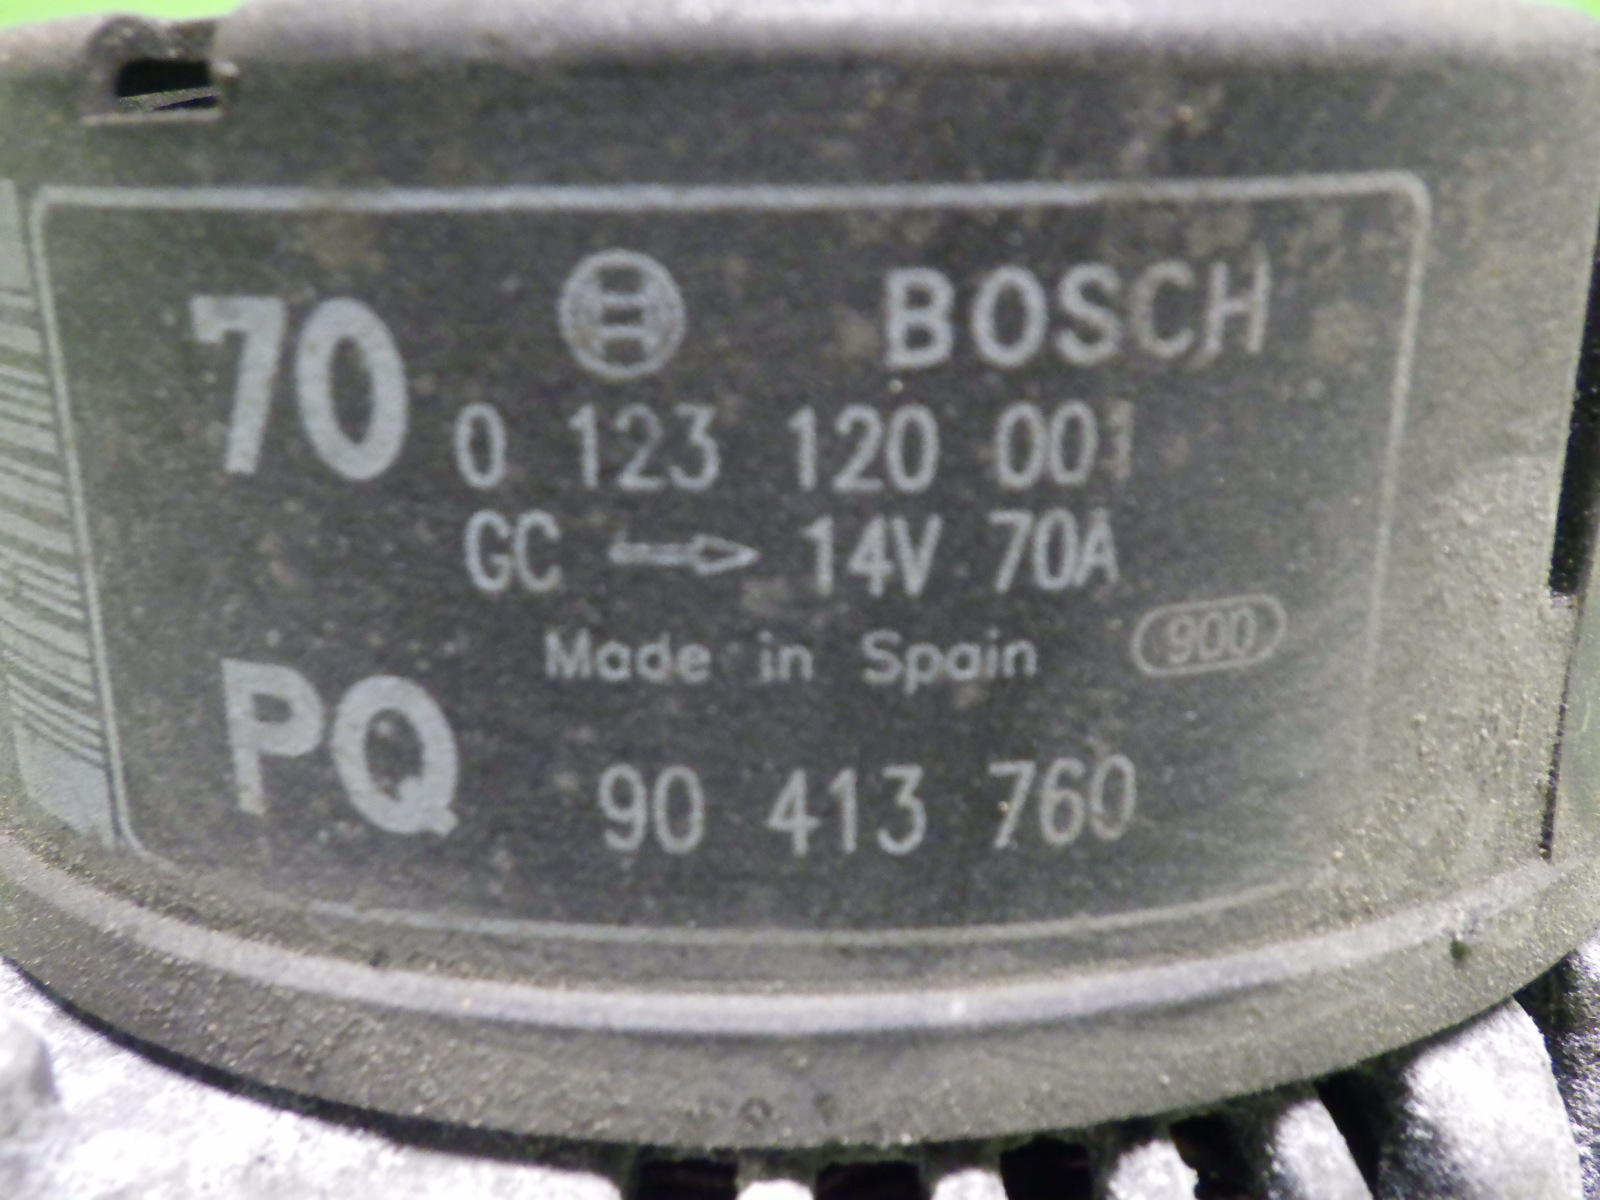 70 BOSCH
0 123 120 001
GC 14V 70A
Made in Spain 900
PQ 90 413 760